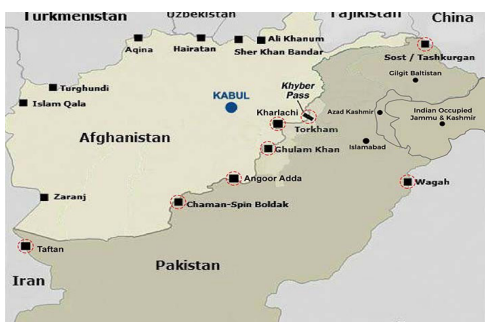 Turkmenistan
Uzbekistan
Tajikistan
China
Aqina
Hairatan
Ali Khanum
Sher Khan Bandar
Sost / Tashkurgan
Gilgit Baltistan
Turghundi
Islam Qala
KABUL
Khyber
Pass
Kharlachi
Torkham
Azad Kashmir
Indian Occupied
Jammu & Kashmir
Afghanistan
Ghulam Khan
Islamabad
Angoor Adda
Wagah
Zaranj
Chaman-Spin Boldak
Taftan
Pakistan
Iran